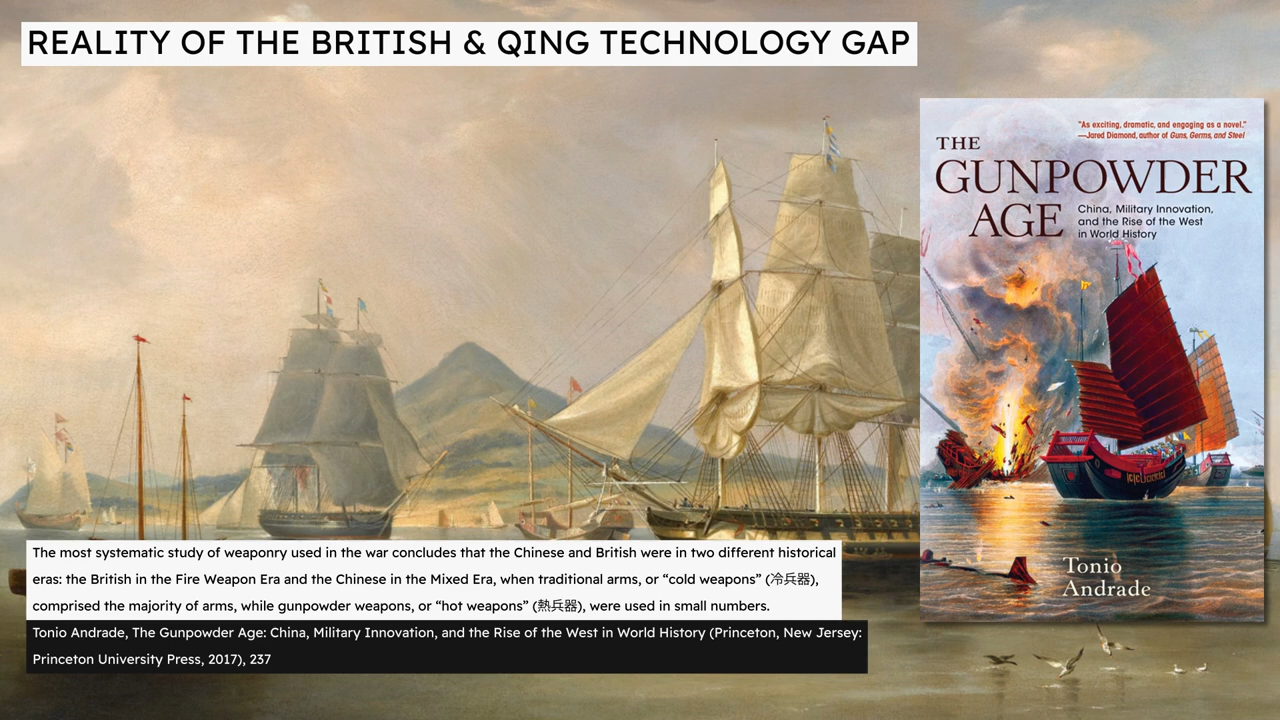 REALITY OF THE BRITISH & QING TECHNOLOGY GAP
"As exciting, dramatic, and engaging as a novel."
—Jared Diamond, author of Guns, Germs, and Steel
THE
GUNPOWDER
AGE
China, Military Innovation,
and the Rise of the West
in World History
Tonio
Andrade
The most systematic study of weaponry used in the war concludes that the Chinese and British were in two different historical
eras: the British in the Fire Weapon Era and the Chinese in the Mixed Era, when traditional arms, or “cold weapons” (冷兵器),
comprised the majority of arms, while gunpowder weapons, or “hot weapons” (熱兵器), were used in small numbers.
Tonio Andrade, The Gunpowder Age: China, Military Innovation, and the Rise of the West in World History (Princeton, New Jersey:
Princeton University Press, 2017), 237